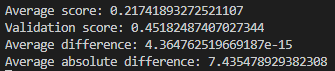 Average score: 0.21741893272521107
Validation score: 0.45182487407027344
Average difference: 4.364762519669187e-15
Average absolute difference: 7.435478929382308